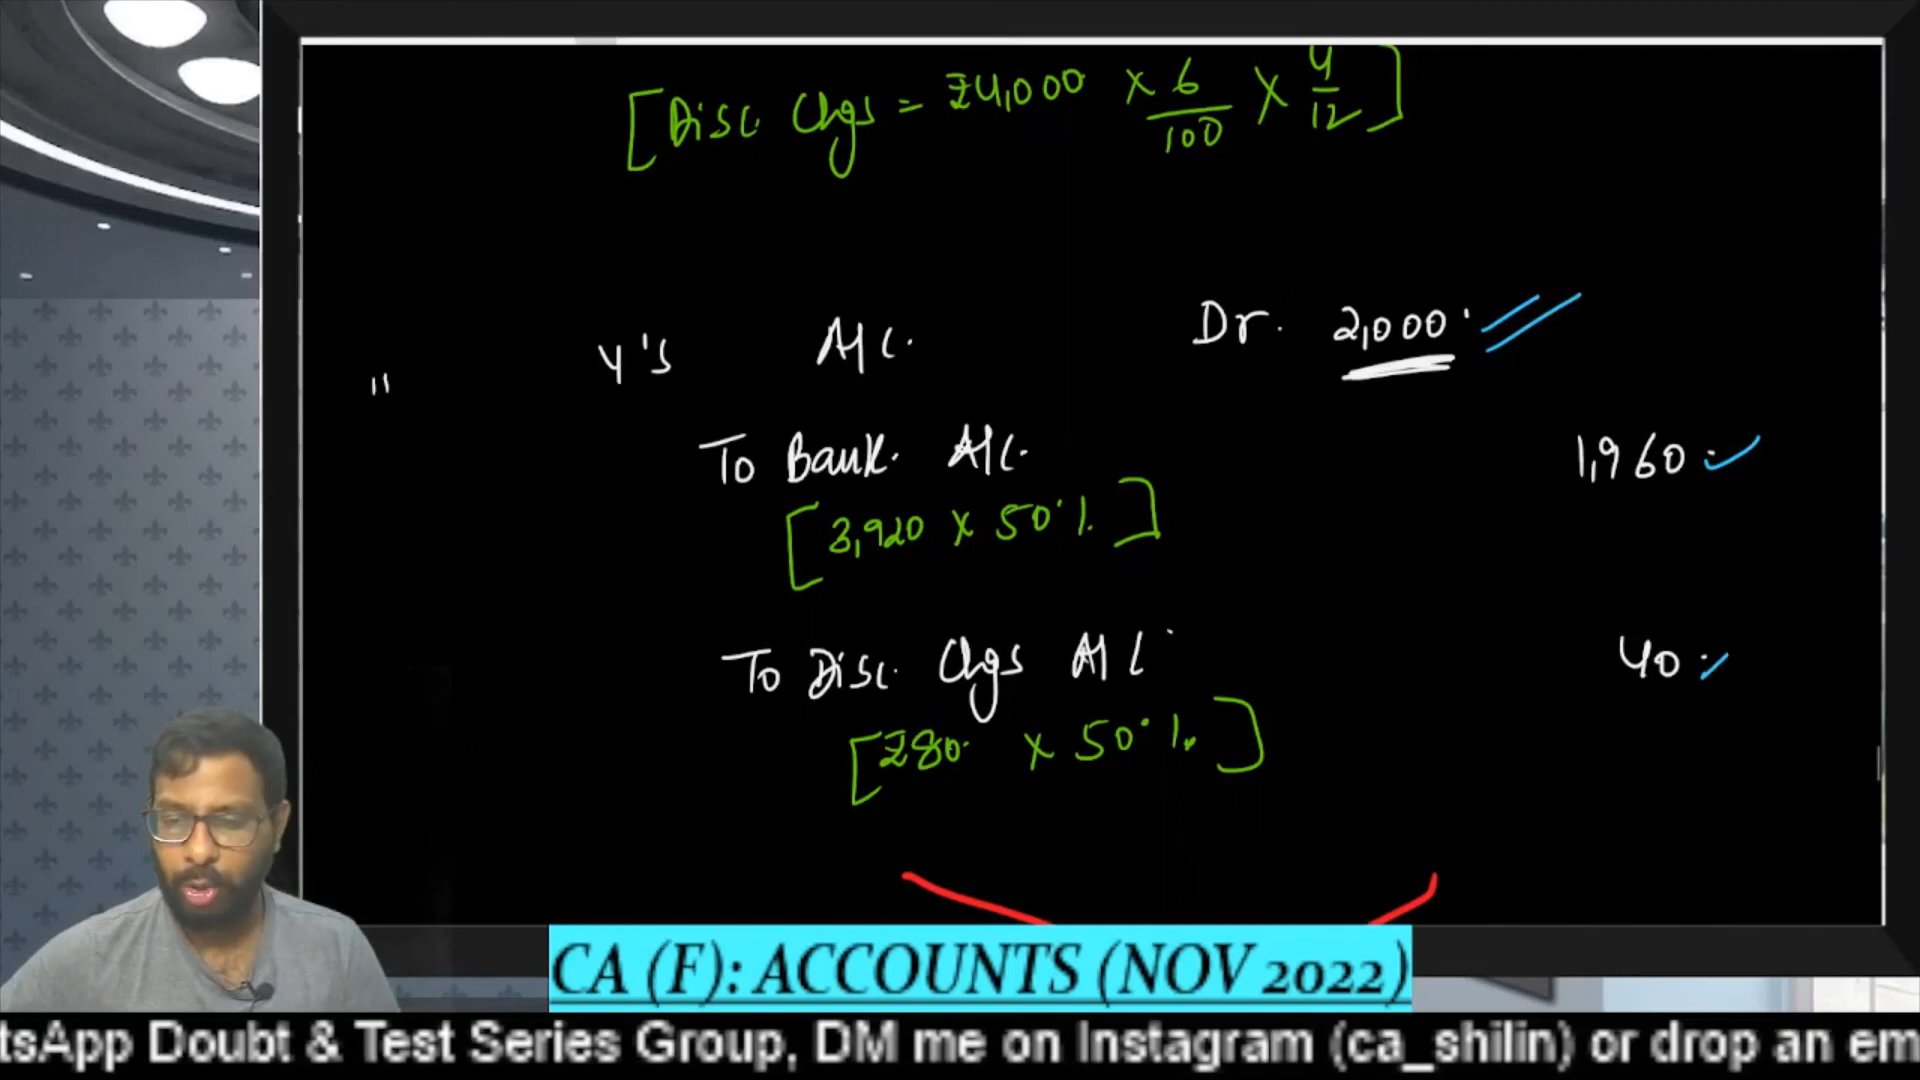 [Disc. Chgs = ₹4,000 × 6/100 × 4/12]
" Y's A/c. Dr. 2,000
To Bank. A/c. 1,960
[3,920 × 50%]
To Disc. Chgs A/c 40
[₹80 × 50%]
CA (F): ACCOUNTS (NOV 2022)
tsApp Doubt & Test Series Group, DM me on Instagram (ca_shilin) or drop an em